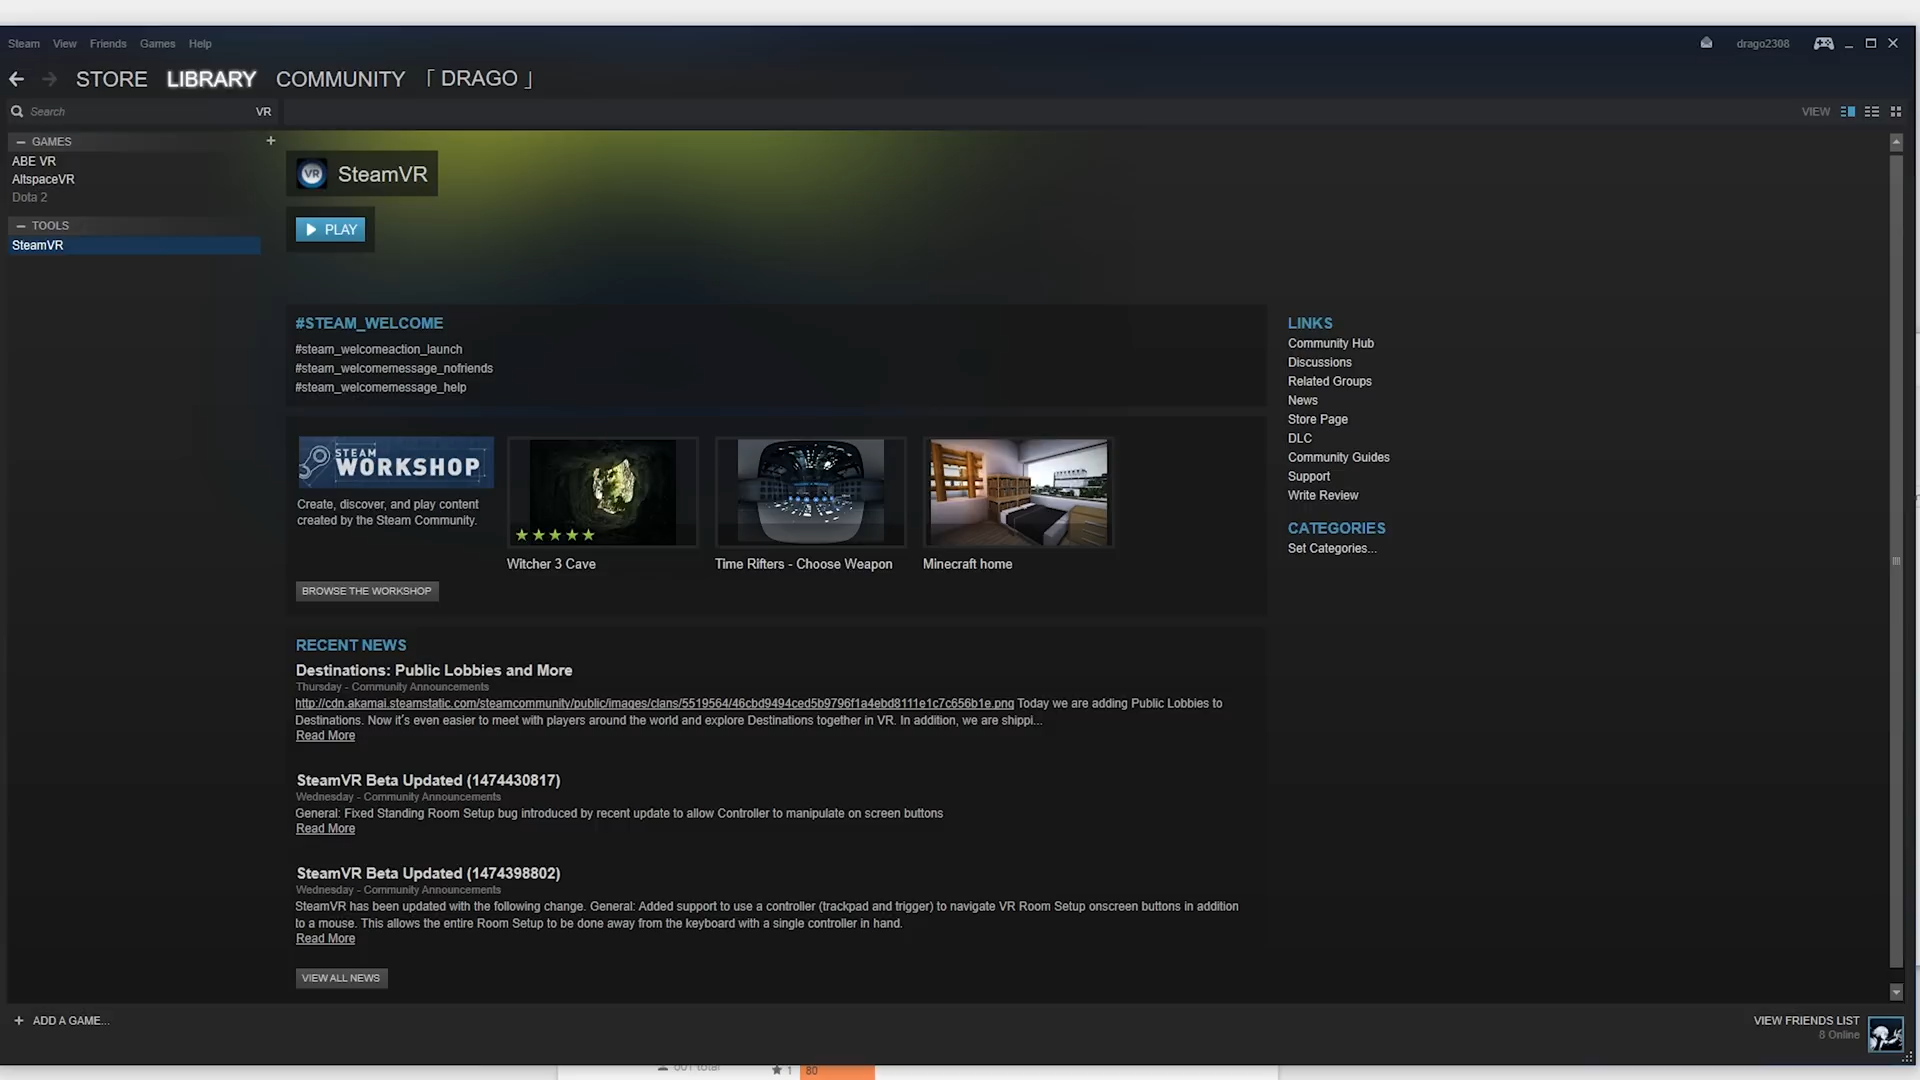 Steam View Friends Games Help
drago2308
STORE LIBRARY COMMUNITY 「 DRAGO 」
Search VR
VIEW
GAMES
ABE VR
AltspaceVR
Dota 2
TOOLS
SteamVR
VR SteamVR
PLAY
#STEAM_WELCOME
#steam_welcomeaction_launch
#steam_welcomemessage_nofriends
#steam_welcomemessage_help
STEAM
WORKSHOP
Create, discover, and play content
created by the Steam Community.
Witcher 3 Cave
Time Rifters - Choose Weapon
Minecraft home
BROWSE THE WORKSHOP
RECENT NEWS
Destinations: Public Lobbies and More
Thursday - Community Announcements
http://cdn.akamai.steamstatic.com/steamcommunity/public/images/clans/5519564/46cbd9494ced5b9796f1a4ebd8111e1c7c656b1e.png Today we are adding Public Lobbies to
Destinations. Now it's even easier to meet with players around the world and explore Destinations together in VR. In addition, we are shippi...
Read More
SteamVR Beta Updated (1474430817)
Wednesday - Community Announcements
General: Fixed Standing Room Setup bug introduced by recent update to allow Controller to manipulate on screen buttons
Read More
SteamVR Beta Updated (1474398802)
Wednesday - Community Announcements
SteamVR has been updated with the following change. General: Added support to use a controller (trackpad and trigger) to navigate VR Room Setup onscreen buttons in addition
to a mouse. This allows the entire Room Setup to be done away from the keyboard with a single controller in hand.
Read More
VIEW ALL NEWS
LINKS
Community Hub
Discussions
Related Groups
News
Store Page
DLC
Community Guides
Support
Write Review
CATEGORIES
Set Categories...
+ ADD A GAME...
VIEW FRIENDS LIST
8 Online
total
1
80